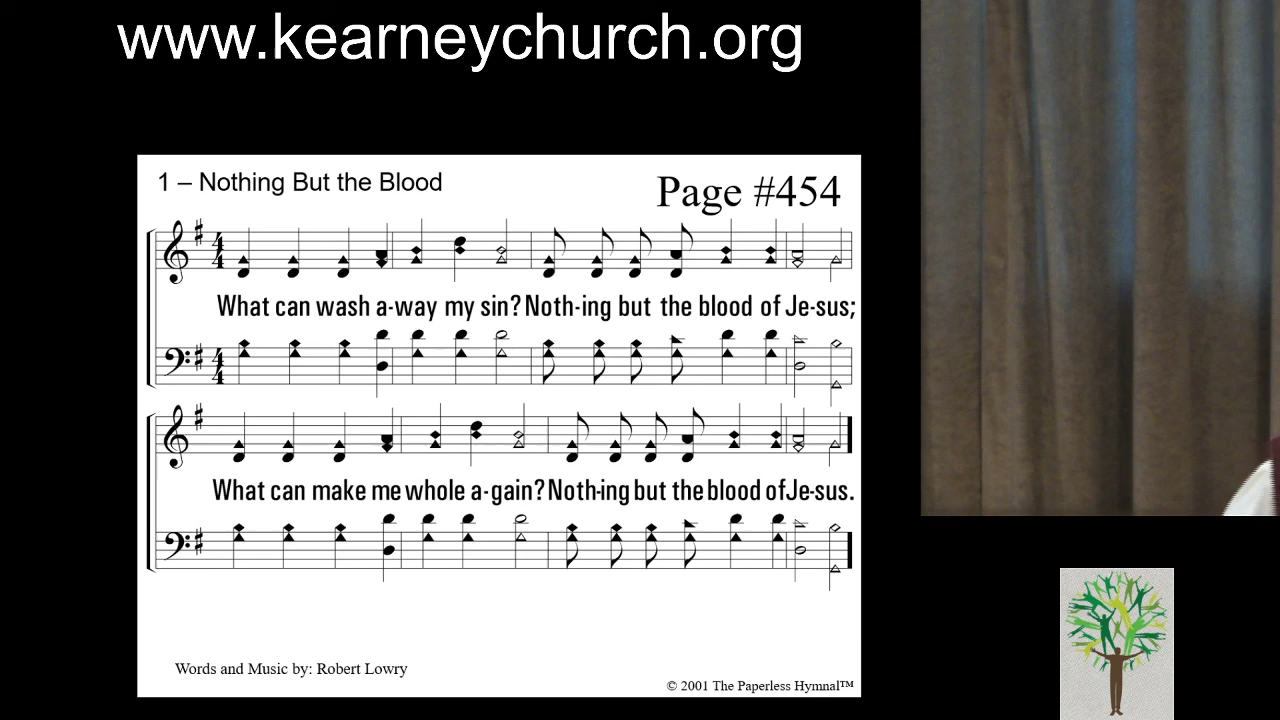 www.kearneychurch.org
1 – Nothing But the Blood
Page #454
What can wash a-way my sin? Noth-ing but the blood of Je-sus;
What can make me whole a-gain? Noth-ing but the blood of Je-sus.
Words and Music by: Robert Lowry
© 2001 The Paperless Hymnal™